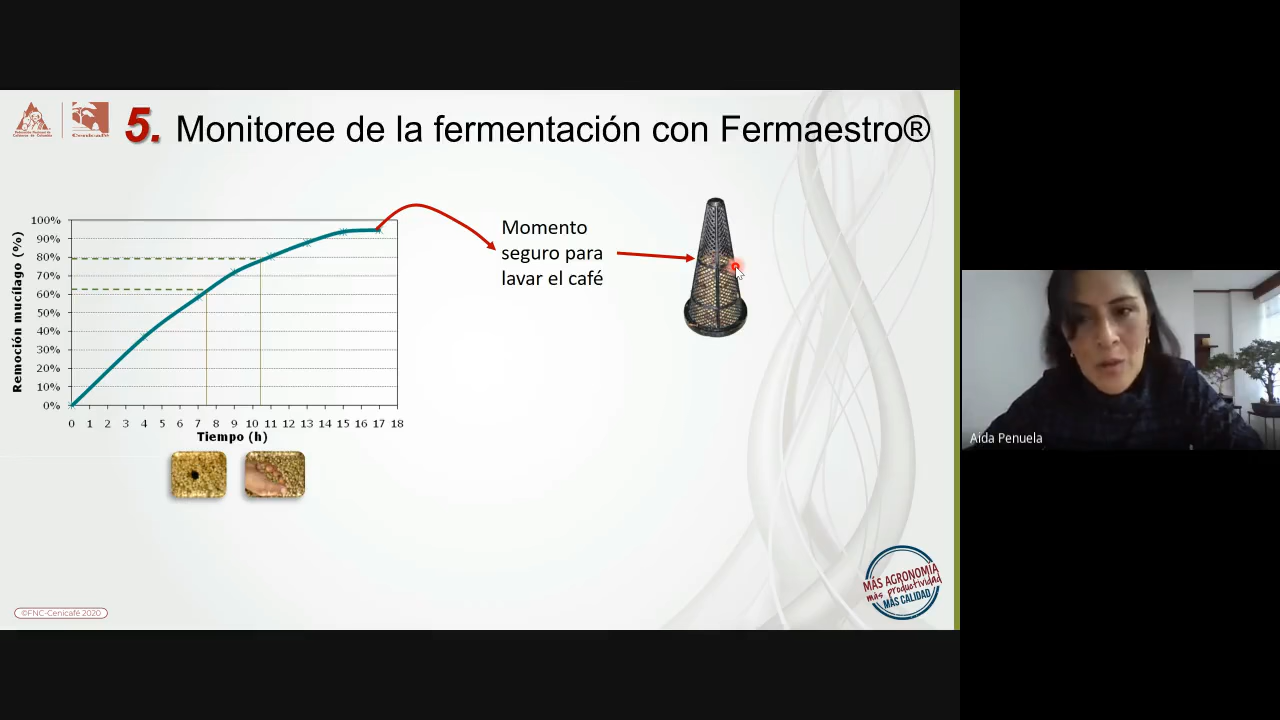 5. Monitoree de la fermentación con Fermaestro®
Cenicafé
Remoción mucílago (%)
100%
90%
80%
70%
60%
50%
40%
30%
20%
10%
0%
0 1 2 3 4 5 6 7 8 9 10 11 12 13 14 15 16 17 18
Tiempo (h)
Momento
seguro para
lavar el café
Aida Penuela
MÁS AGRONOMÍA
más productividad
MÁS CALIDAD
©FNC-Cenicafé 2020